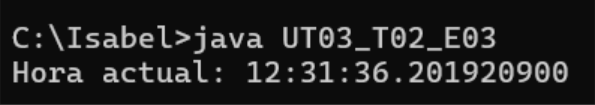 C:\Isabel>java UT03_T02_E03
Hora actual: 12:31:36.201920900